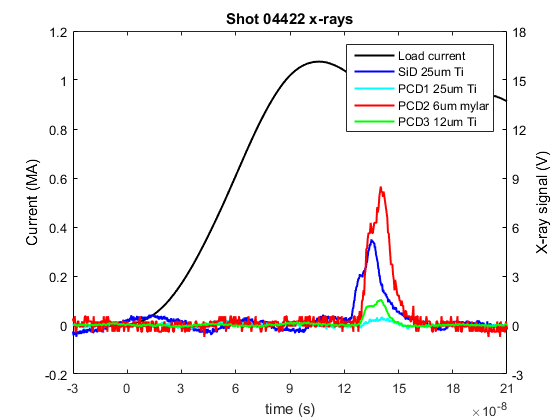 Shot 04422 x-rays
1.2
1
0.8
0.6
0.4
0.2
0
-0.2
Current (MA)
18
15
12
9
6
3
0
-3
X-ray signal (V)
Load current
SiD 25um Ti
PCD1 25um Ti
PCD2 6um mylar
PCD3 12um Ti
-3 0 3 6 9 12 15 18 21
×10⁻⁸
time (s)